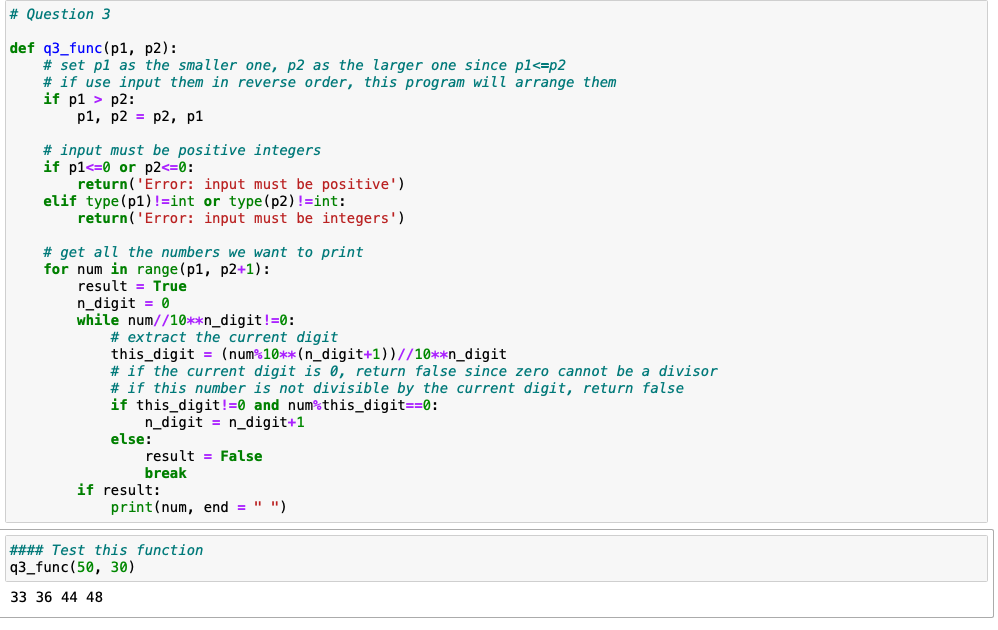 # Question 3
def q3_func(p1, p2):
    # set p1 as the smaller one, p2 as the larger one since p1<=p2
    # if use input them in reverse order, this program will arrange them
    if p1 > p2:
        p1, p2 = p2, p1
    # input must be positive integers
    if p1<=0 or p2<=0:
        return('Error: input must be positive')
    elif type(p1)!=int or type(p2)!=int:
        return('Error: input must be integers')
    # get all the numbers we want to print
    for num in range(p1, p2+1):
        result = True
        n_digit = 0
        while num//10**n_digit!=0:
            # extract the current digit
            this_digit = (num%10**(n_digit+1))//10**n_digit
            # if the current digit is 0, return false since zero cannot be a divisor
            # if this number is not divisible by the current digit, return false
            if this_digit!=0 and num%this_digit==0:
                n_digit = n_digit+1
            else:
                result = False
                break
        if result:
            print(num, end = " ")
#### Test this function
q3_func(50, 30)
33 36 44 48